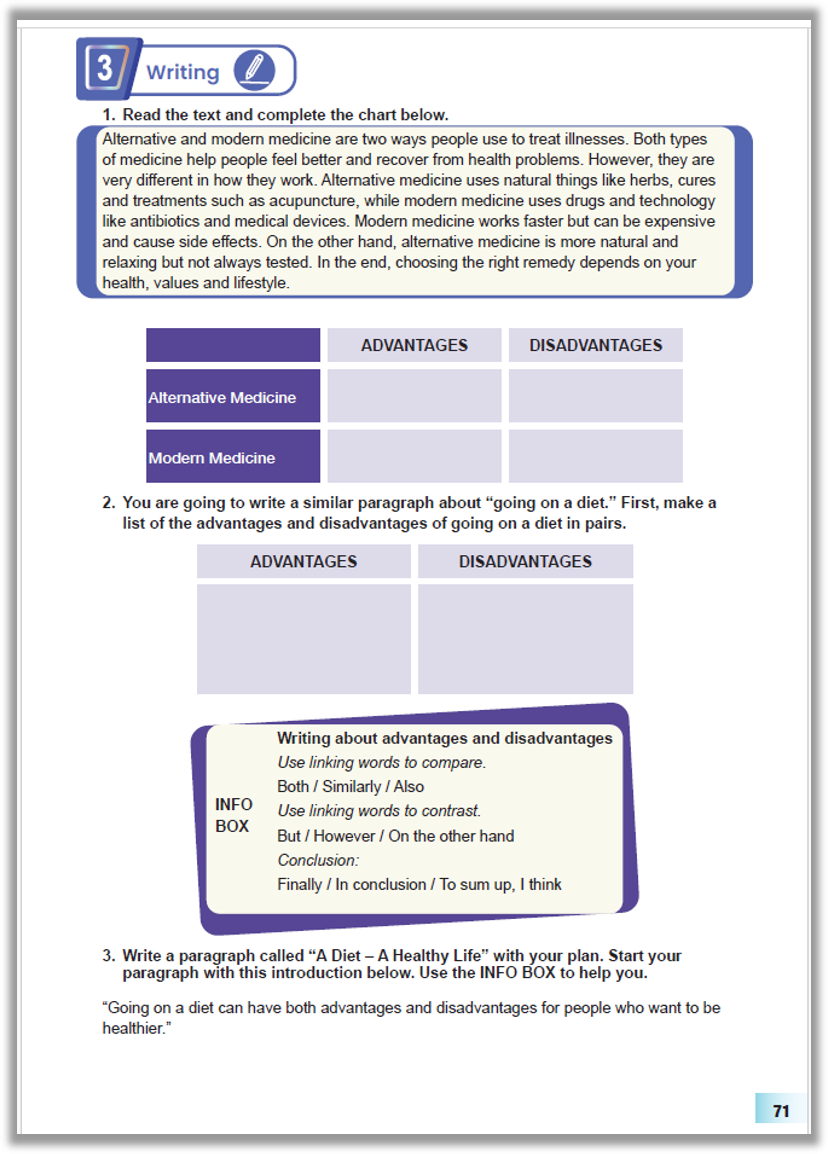 3 Writing
1. Read the text and complete the chart below.
Alternative and modern medicine are two ways people use to treat illnesses. Both types
of medicine help people feel better and recover from health problems. However, they are
very different in how they work. Alternative medicine uses natural things like herbs, cures
and treatments such as acupuncture, while modern medicine uses drugs and technology
like antibiotics and medical devices. Modern medicine works faster but can be expensive
and cause side effects. On the other hand, alternative medicine is more natural and
relaxing but not always tested. In the end, choosing the right remedy depends on your
health, values and lifestyle.
ADVANTAGES DISADVANTAGES
Alternative Medicine
Modern Medicine
2. You are going to write a similar paragraph about “going on a diet.” First, make a
list of the advantages and disadvantages of going on a diet in pairs.
ADVANTAGES DISADVANTAGES
INFO
BOX
Writing about advantages and disadvantages
Use linking words to compare.
Both / Similarly / Also
Use linking words to contrast.
But / However / On the other hand
Conclusion:
Finally / In conclusion / To sum up, I think
3. Write a paragraph called “A Diet – A Healthy Life” with your plan. Start your
paragraph with this introduction below. Use the INFO BOX to help you.
“Going on a diet can have both advantages and disadvantages for people who want to be
healthier.”
71